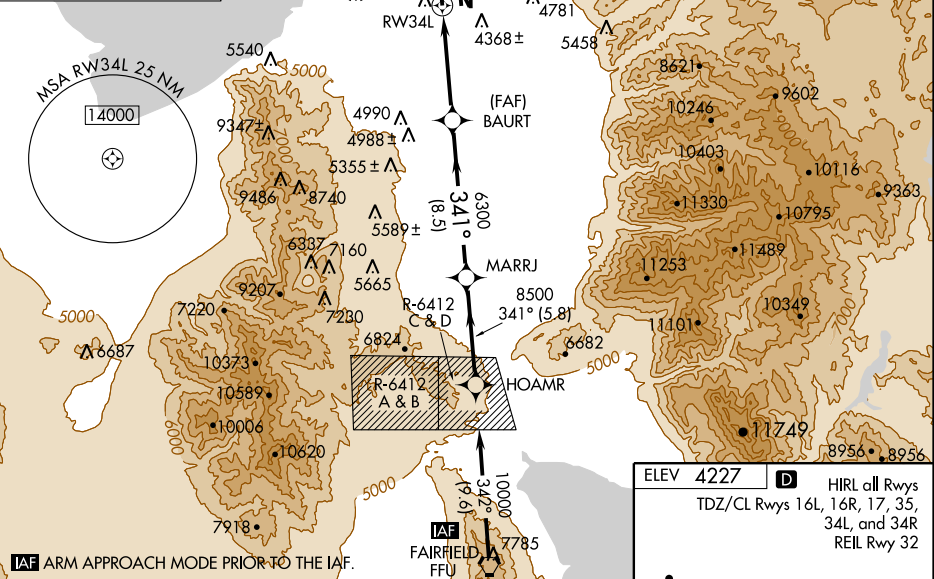 4781
RW34L
N
4368±
5458
5540
5000
8621
MSA RW34L 25 NM
14000
(FAF)
BAURT
9602
10246
4990
9347±
4988±
10403
5355±
10116
9486
8740
6300
341°
(8.5)
9363
11330
10795
5589±
11489
6337
7160
MARRJ
11253
5665
9207
8500
341° (5.8)
7220
7230
R-6412
C & D
10349
5000
11101
6824
6682
6687
5000
10373
HOAMR
R-6412
A & B
10589
10006
11749
6000
10620
8956
8956
ELEV 4227
D
HIRL all Rwys
TDZ/CL Rwys 16L, 16R, 17, 35,
34L, and 34R
REIL Rwy 32
5000
10000
342°
(9.6)
7918
IAF
FAIRFIELD
FFU
7785
IAF ARM APPROACH MODE PRIOR TO THE IAF.